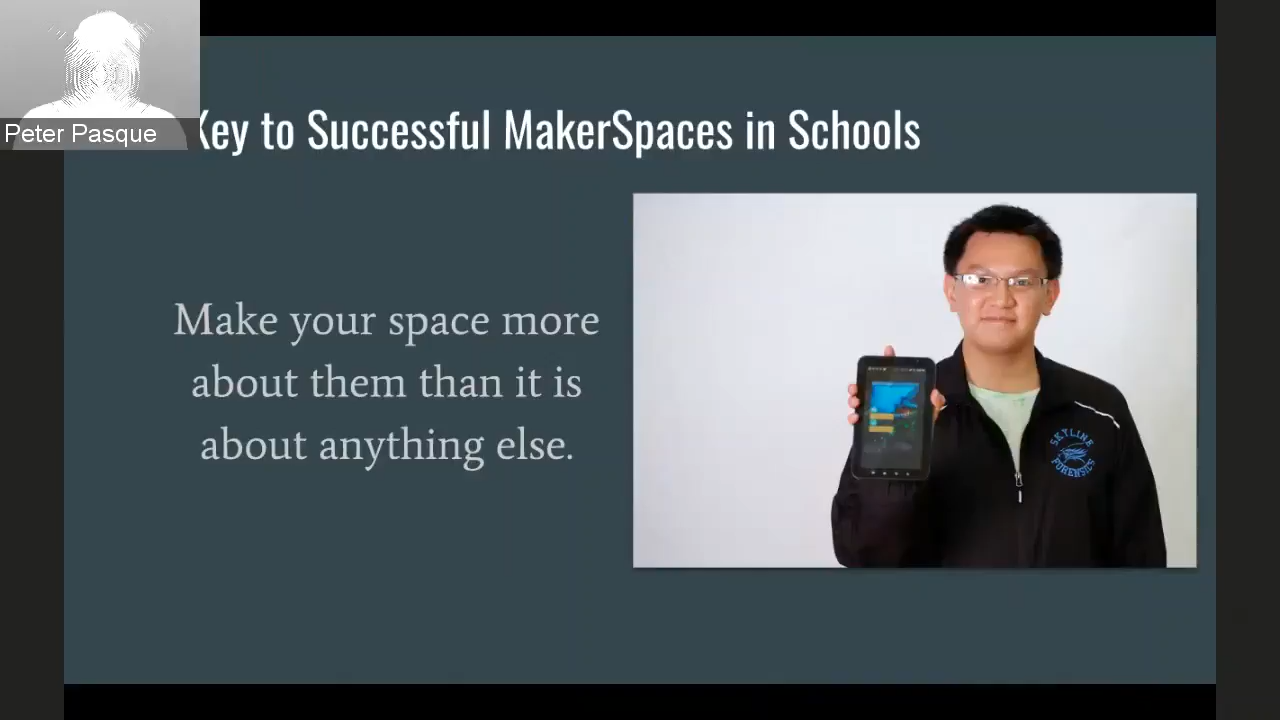 Peter Pasque
Key to Successful MakerSpaces in Schools
Make your space more
about them than it is
about anything else.
SKYLINE
FORENSICS